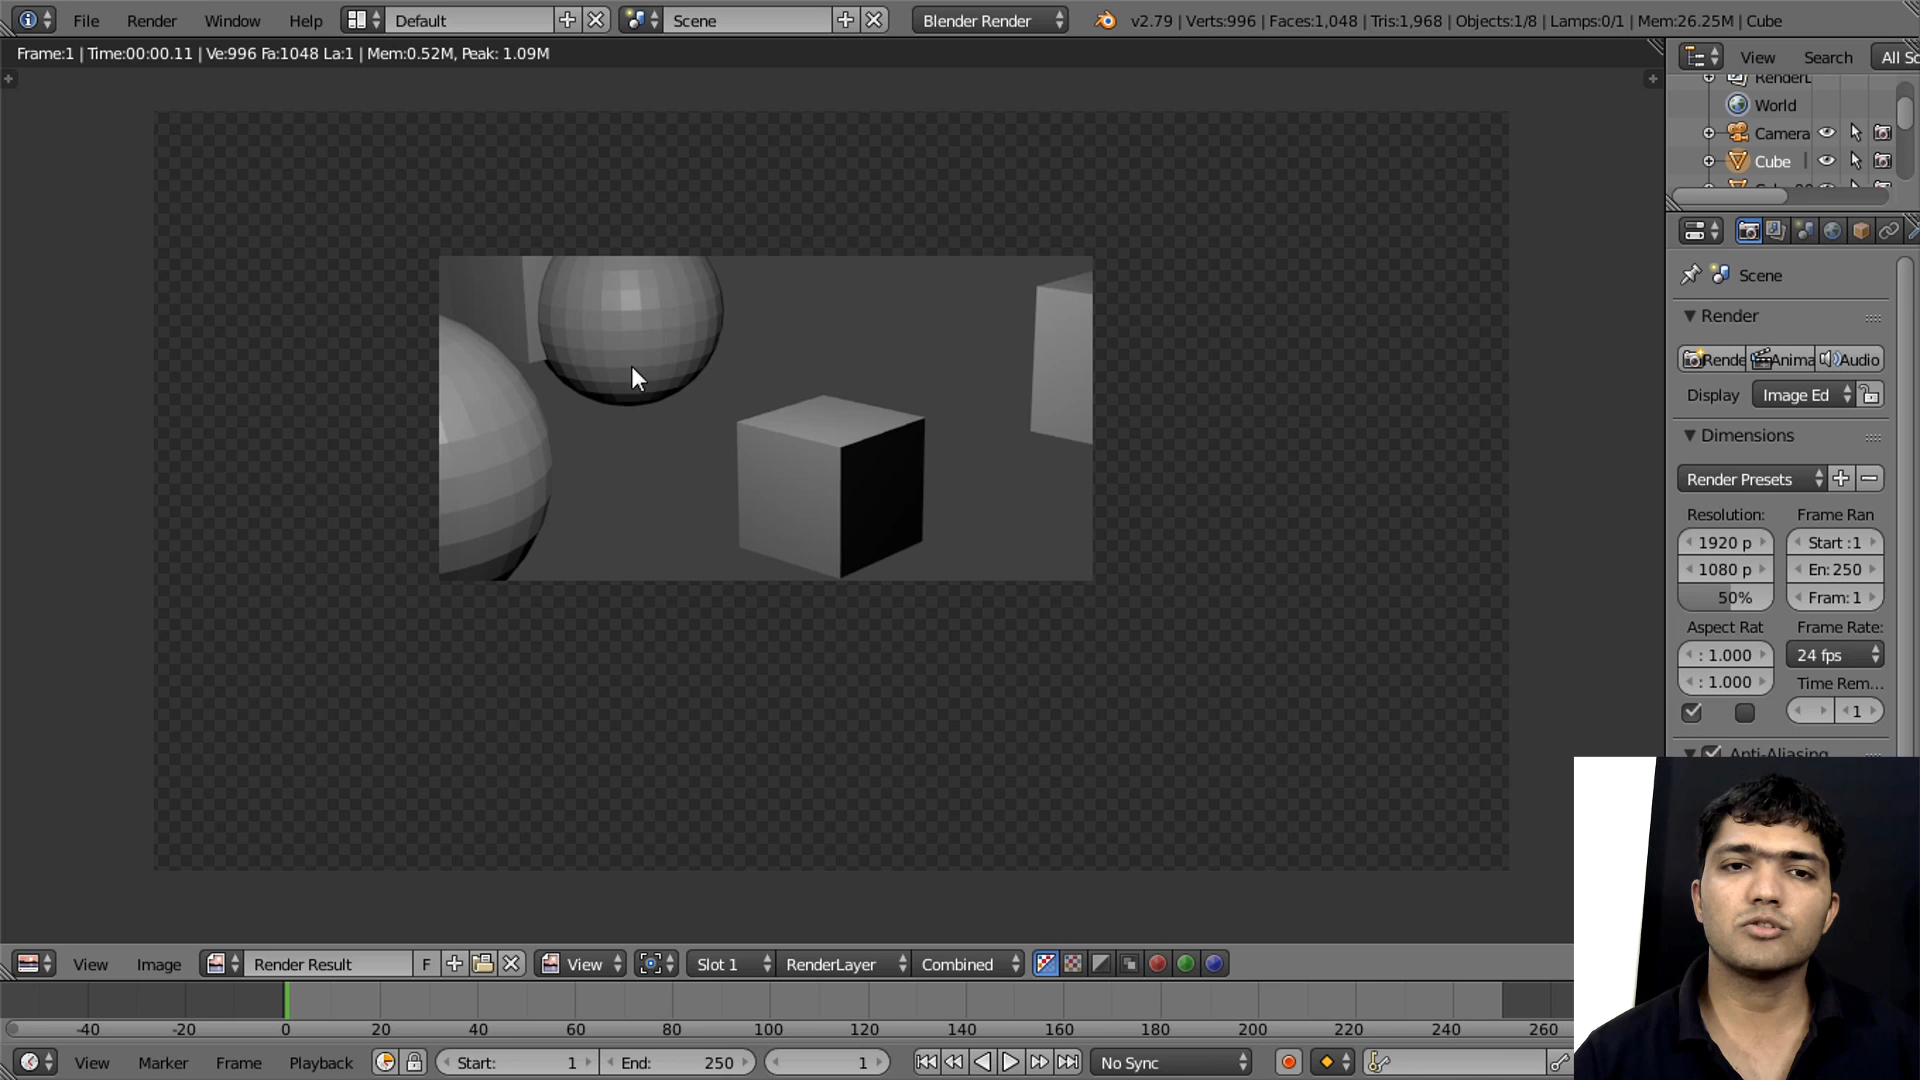 File Render Window Help Default Scene Blender Render v2.79 | Verts:996 | Faces:1,048 | Tris:1,968 | Objects:1/8 | Lamps:0/1 | Mem:26.25M | Cube
Frame:1 | Time:00:00.11 | Ve:996 Fa:1048 La:1 | Mem:0.52M, Peak: 1.09M
View Search All Sc
RenderL
World
Camera
Cube
Scene
Render
Rende Anima Audio
Display Image Ed
Dimensions
Render Presets
Resolution: Frame Ran
1920 p Start :1
1080 p En: 250
50% Fram: 1
Aspect Rat Frame Rate:
: 1.000 24 fps
: 1.000 Time Rem...
1
Anti-Aliasing
View Image Render Result F View Slot 1 RenderLayer Combined
-40 -20 0 20 40 60 80 100 120 140 160 180 200 220 240 260
View Marker Frame Playback Start: 1 End: 250 1 No Sync